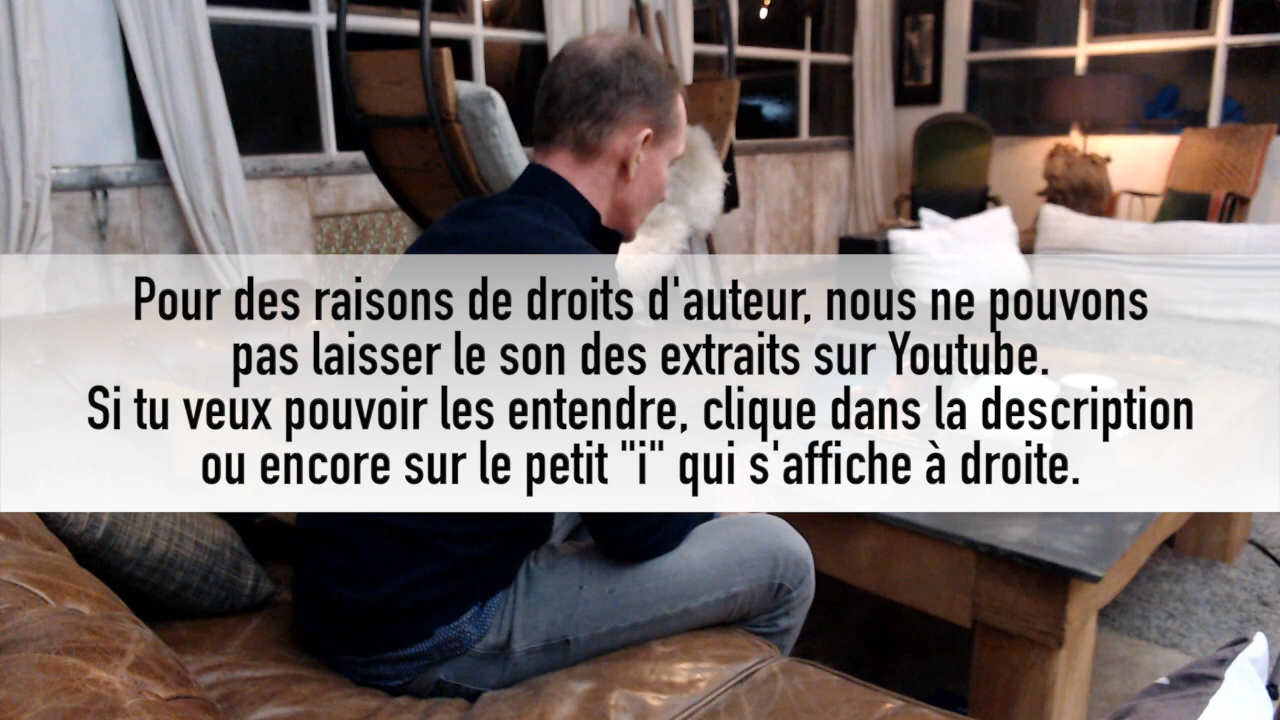 Pour des raisons de droits d'auteur, nous ne pouvons
pas laisser le son des extraits sur Youtube.
Si tu veux pouvoir les entendre, clique dans la description
ou encore sur le petit "i" qui s'affiche à droite.